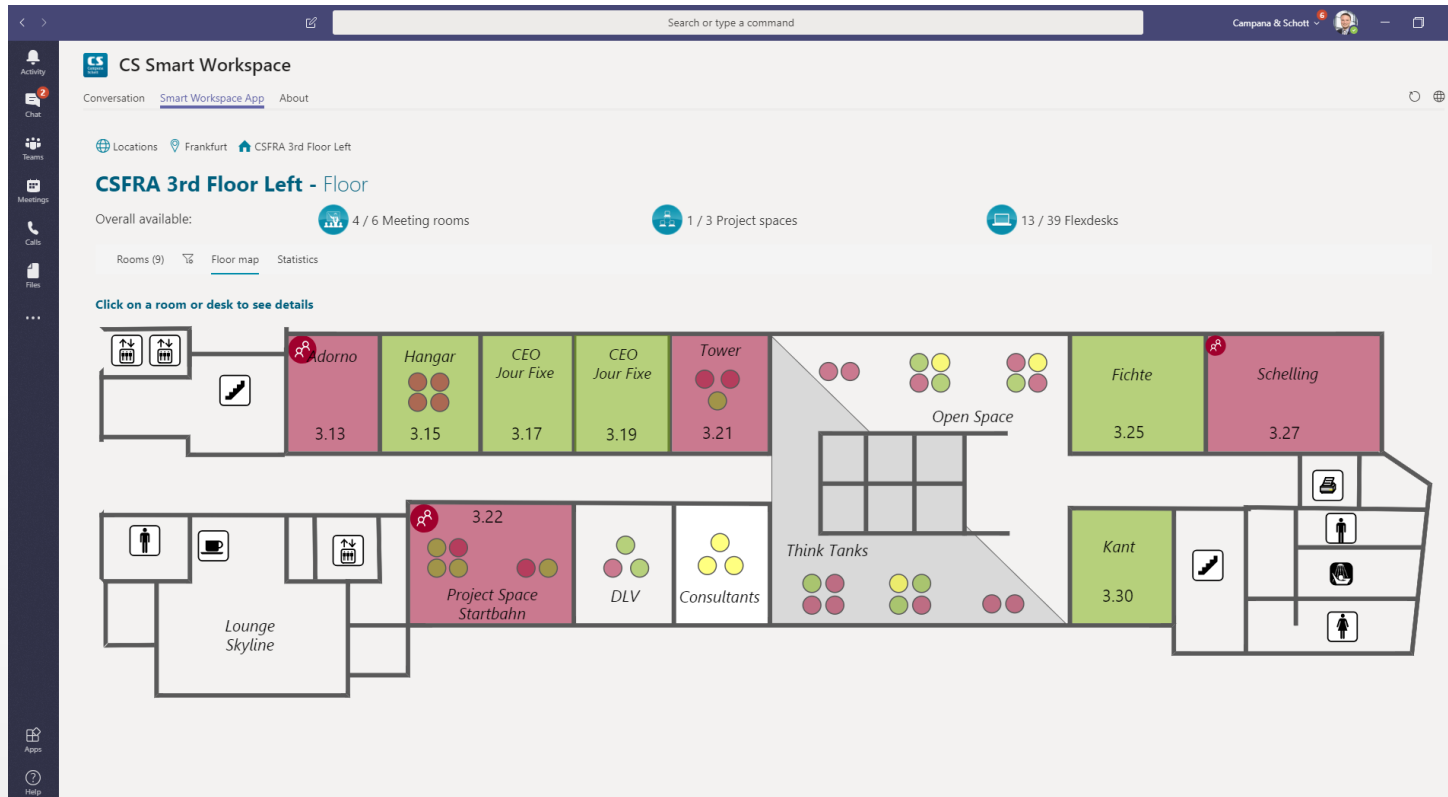 Search or type a command
Campana & Schott
6
Activity
CS
Campana
Schott
CS Smart Workspace
2
Chat
Conversation
Smart Workspace App
About
Teams
Locations
Frankfurt
CSFRA 3rd Floor Left
Meetings
CSFRA 3rd Floor Left - Floor
Overall available:
4 / 6 Meeting rooms
1 / 3 Project spaces
13 / 39 Flexdesks
Calls
Rooms (9)
Floor map
Statistics
Files
Click on a room or desk to see details
Adorno
3.13
Hangar
3.15
CEO
Jour Fixe
3.17
CEO
Jour Fixe
3.19
Tower
3.21
Open Space
Fichte
3.25
Schelling
3.27
3.22
Project Space
Startbahn
DLV
Consultants
Think Tanks
Kant
3.30
Lounge
Skyline
Apps
Help